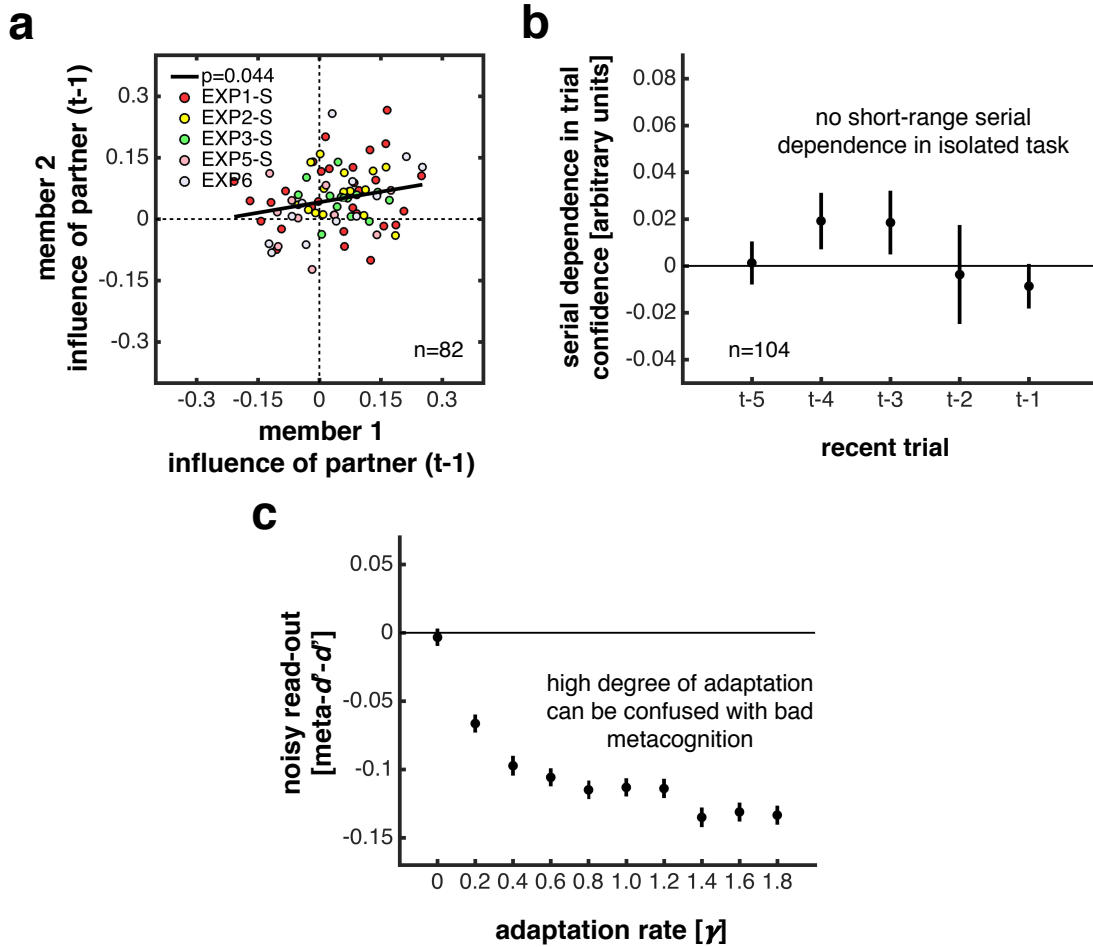 a
member 2
influence of partner (t-1)
0.3
0.15
0
-0.15
-0.3
p=0.044
EXP1-S
EXP2-S
EXP3-S
EXP5-S
EXP6
n=82
-0.3 -0.15 0 0.15 0.3
member 1
influence of partner (t-1)
b
serial dependence in trial
confidence [arbitrary units]
0.08
0.06
0.04
0.02
0
-0.02
-0.04
no short-range serial
dependence in isolated task
n=104
t-5 t-4 t-3 t-2 t-1
recent trial
c
noisy read-out
[meta-d'-d']
0.05
0
-0.05
-0.1
-0.15
high degree of adaptation
can be confused with bad
metacognition
0 0.2 0.4 0.6 0.8 1.0 1.2 1.4 1.6 1.8
adaptation rate [γ]